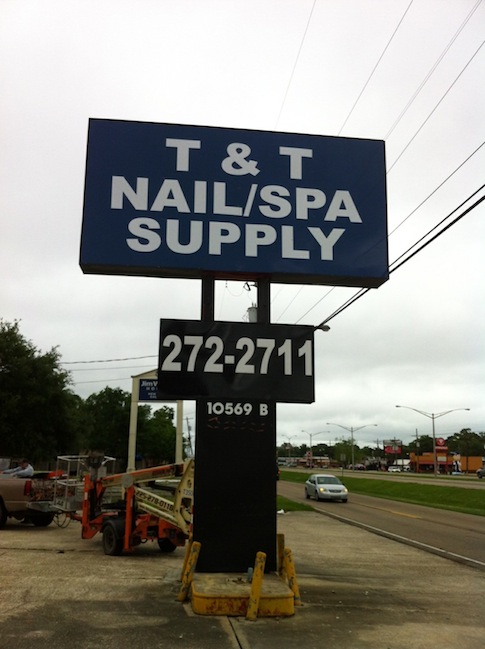 T & T
NAIL/SPA
SUPPLY
272-2711
10569 B